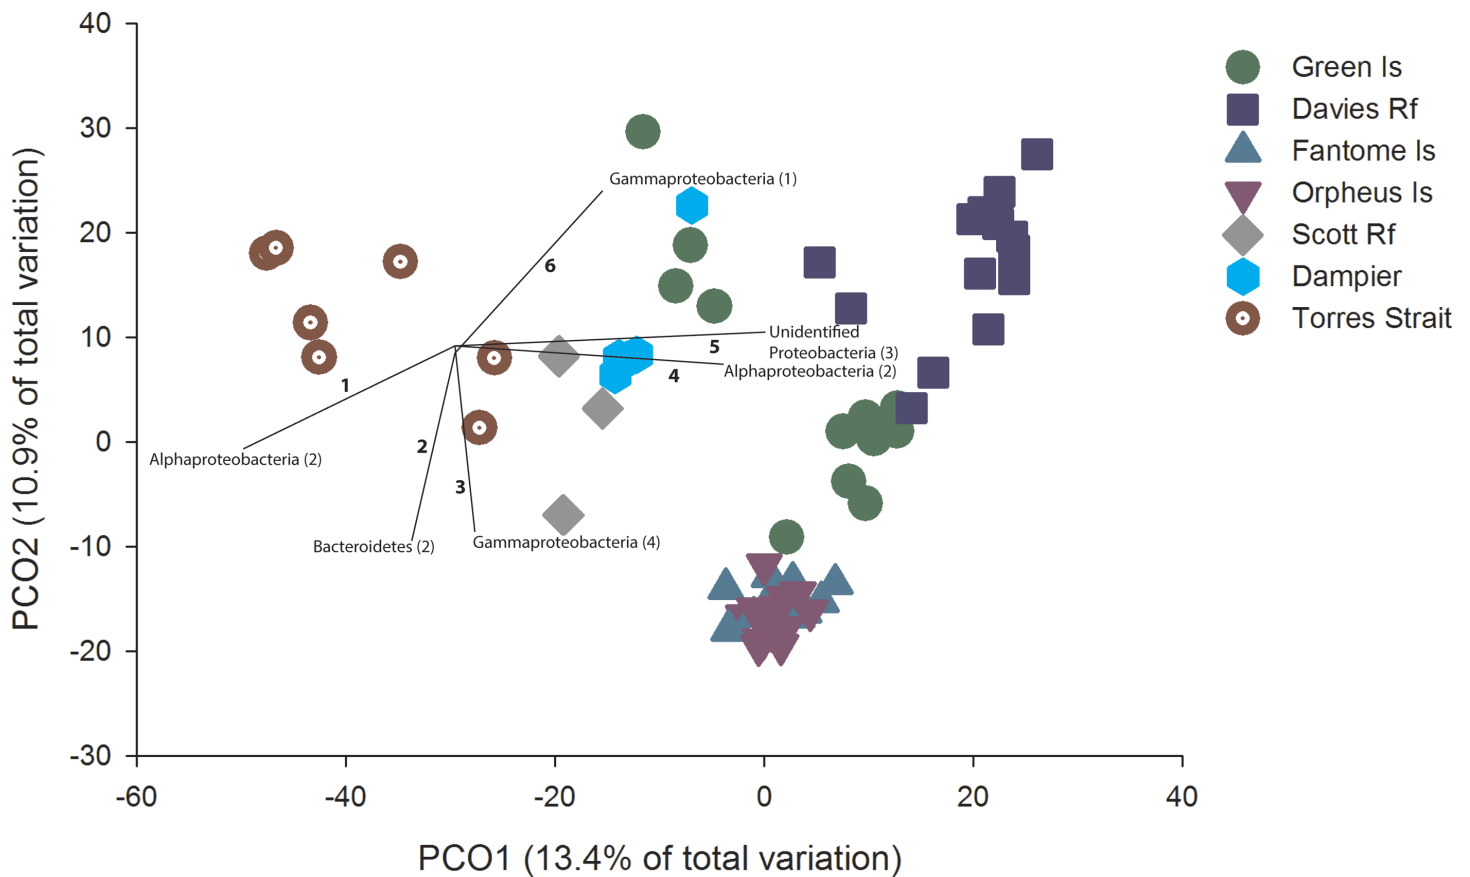 40
30
20
10
0
-10
-20
-30
PCO2 (10.9% of total variation)
-60
-40
-20
0
20
40
PCO1 (13.4% of total variation)
Gammaproteobacteria (1)
6
Unidentified
Proteobacteria (3)
5
Alphaproteobacteria (2)
4
1
Alphaproteobacteria (2)
2
Bacteroidetes (2)
3
Gammaproteobacteria (4)
Green Is
Davies Rf
Fantome Is
Orpheus Is
Scott Rf
Dampier
Torres Strait